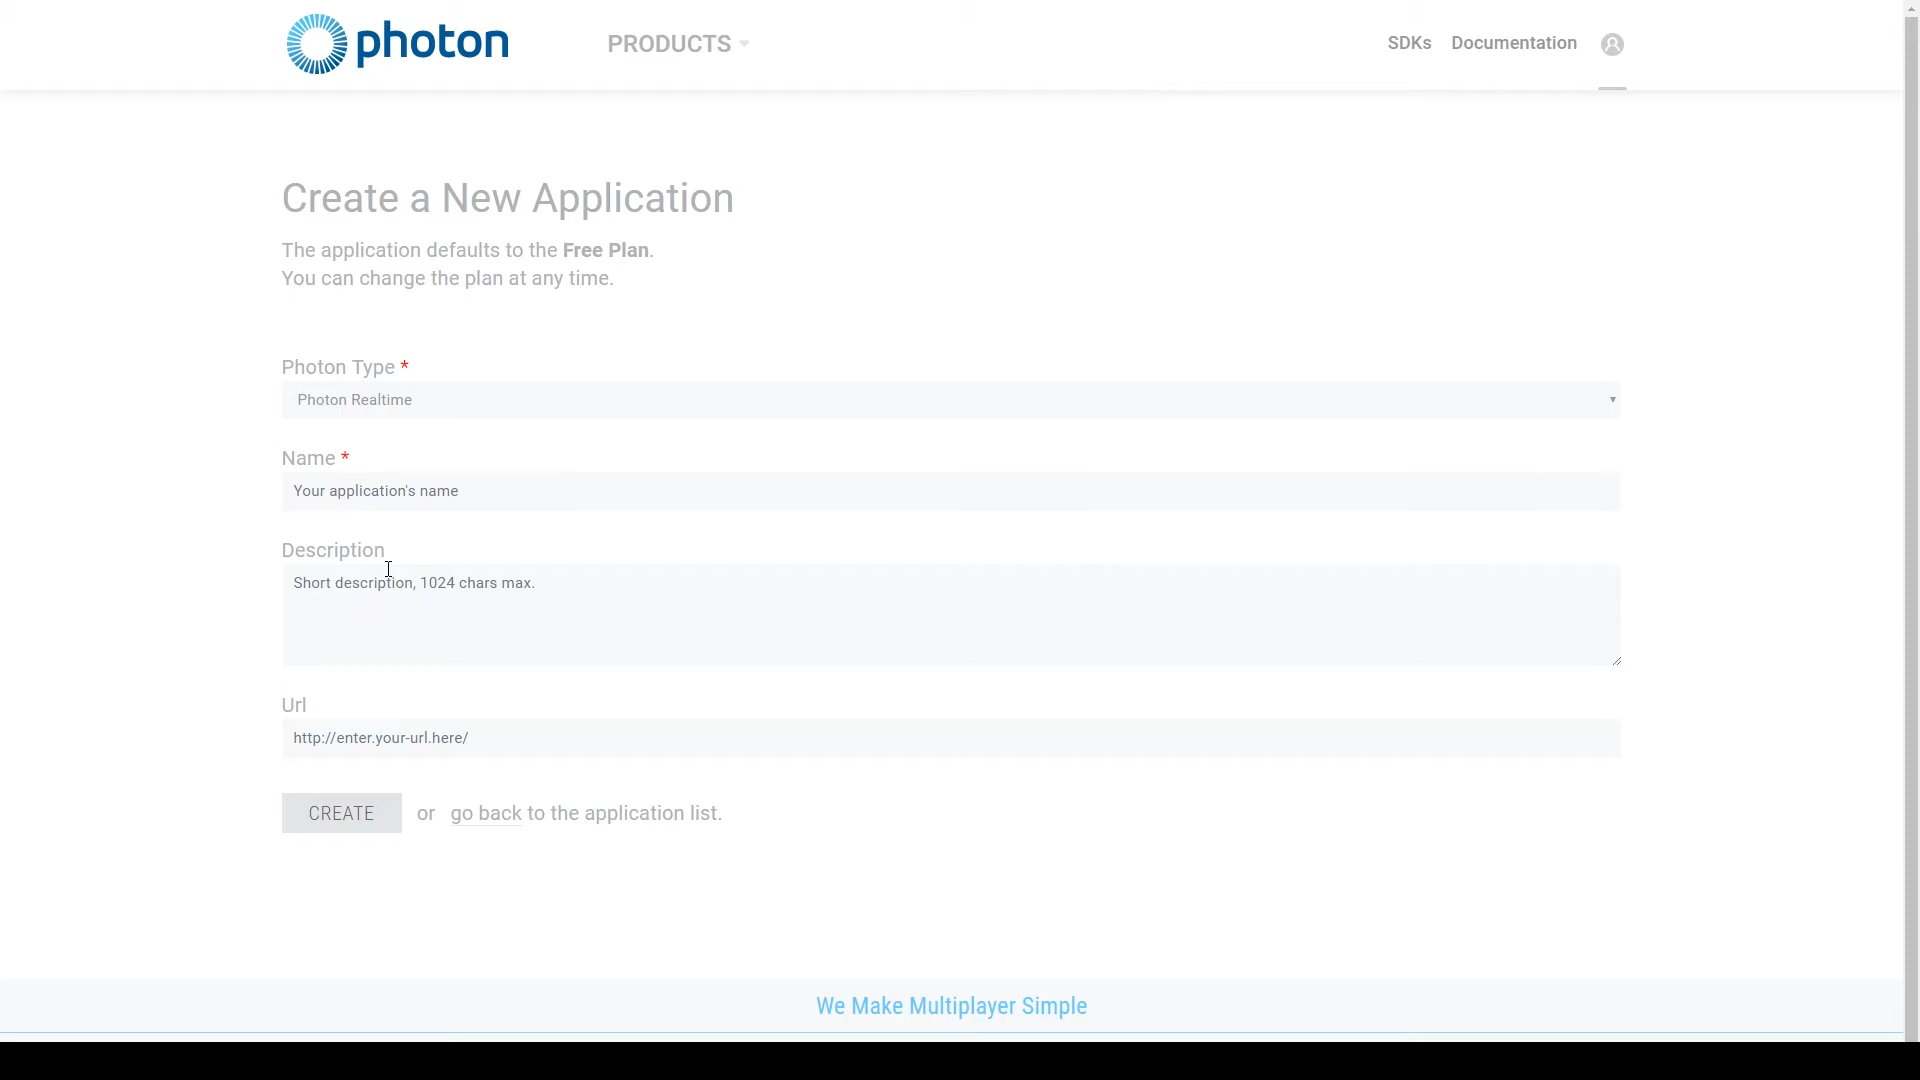 photon
PRODUCTS
SDKs Documentation
Create a New Application
The application defaults to the Free Plan.
You can change the plan at any time.
Photon Type *
Photon Realtime
Name *
Your application's name
Description
Short description, 1024 chars max.
Url
http://enter.your-url.here/
CREATE or go back to the application list.
We Make Multiplayer Simple